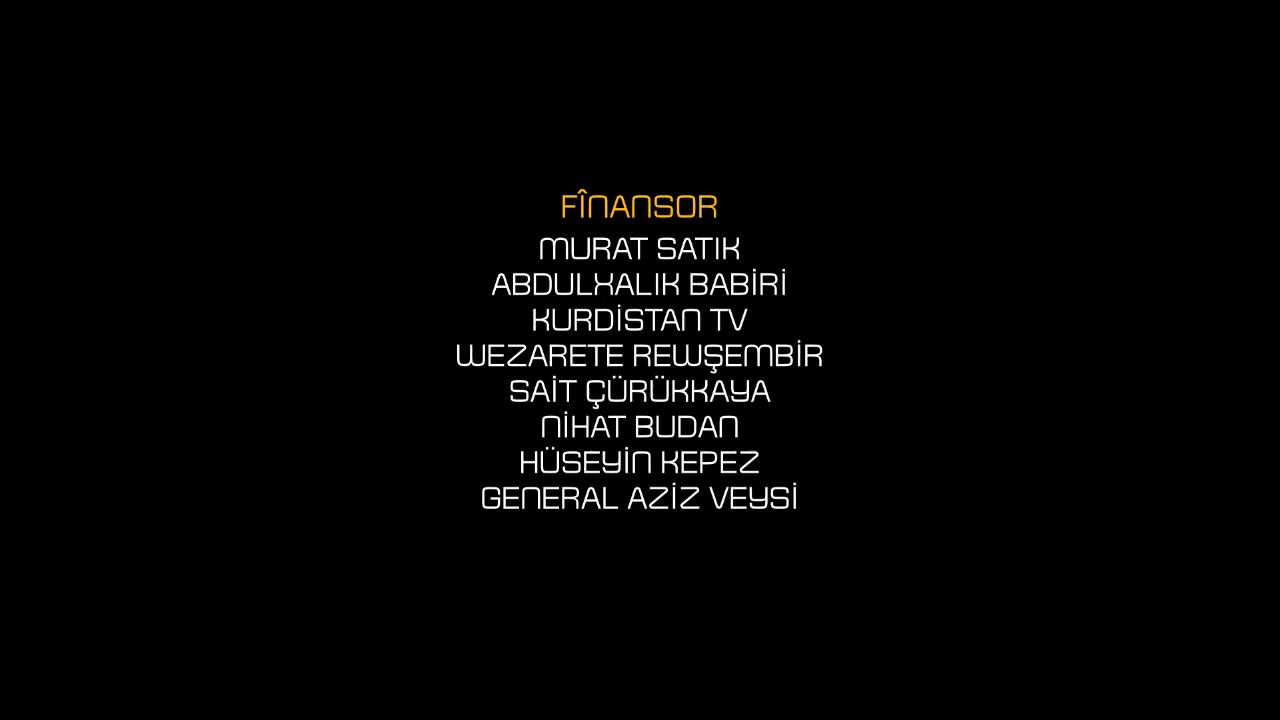 FÎNANSOR
MURAT SATIK
ABDULXALIK BABİRİ
KURDİSTAN TV
WEZARETE REWŞEMBİR
SAİT ÇÜRÜKKAYA
NİHAT BUDAN
HÜSEYİN KEPEZ
GENERAL AZİZ VEYSİ